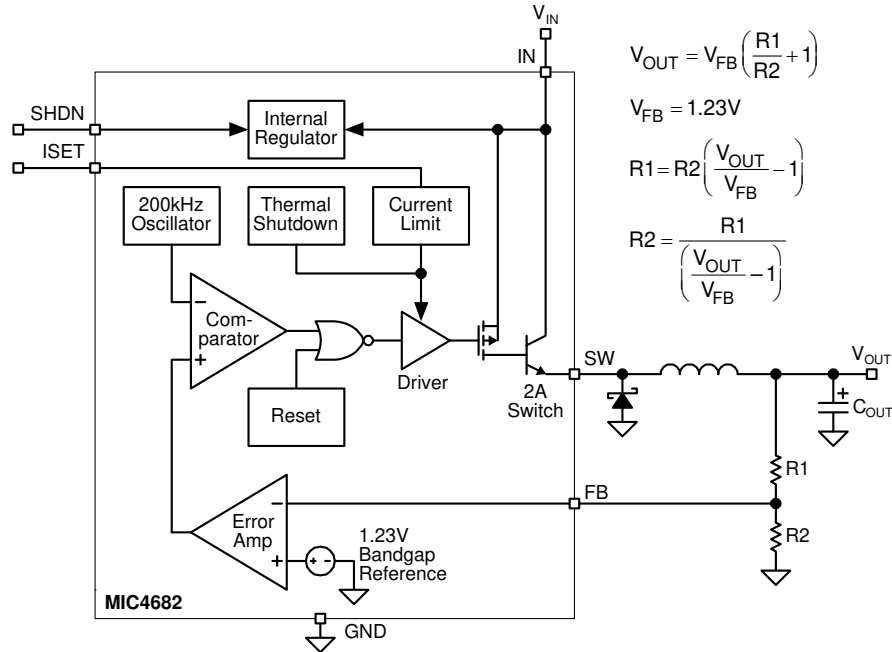 V_IN
IN
V_OUT = V_FB (R1/R2 + 1)
V_FB = 1.23V
R1 = R2 (V_OUT/V_FB − 1)
R2 = R1/(V_OUT/V_FB − 1)
SHDN
ISET
Internal
Regulator
200kHz
Oscillator
Thermal
Shutdown
Current
Limit
−
Com-
parator
+
Driver
Reset
2A
Switch
SW
V_OUT
+
C_OUT
R1
FB
R2
−
Error
Amp
+
+ -
1.23V
Bandgap
Reference
MIC4682
GND